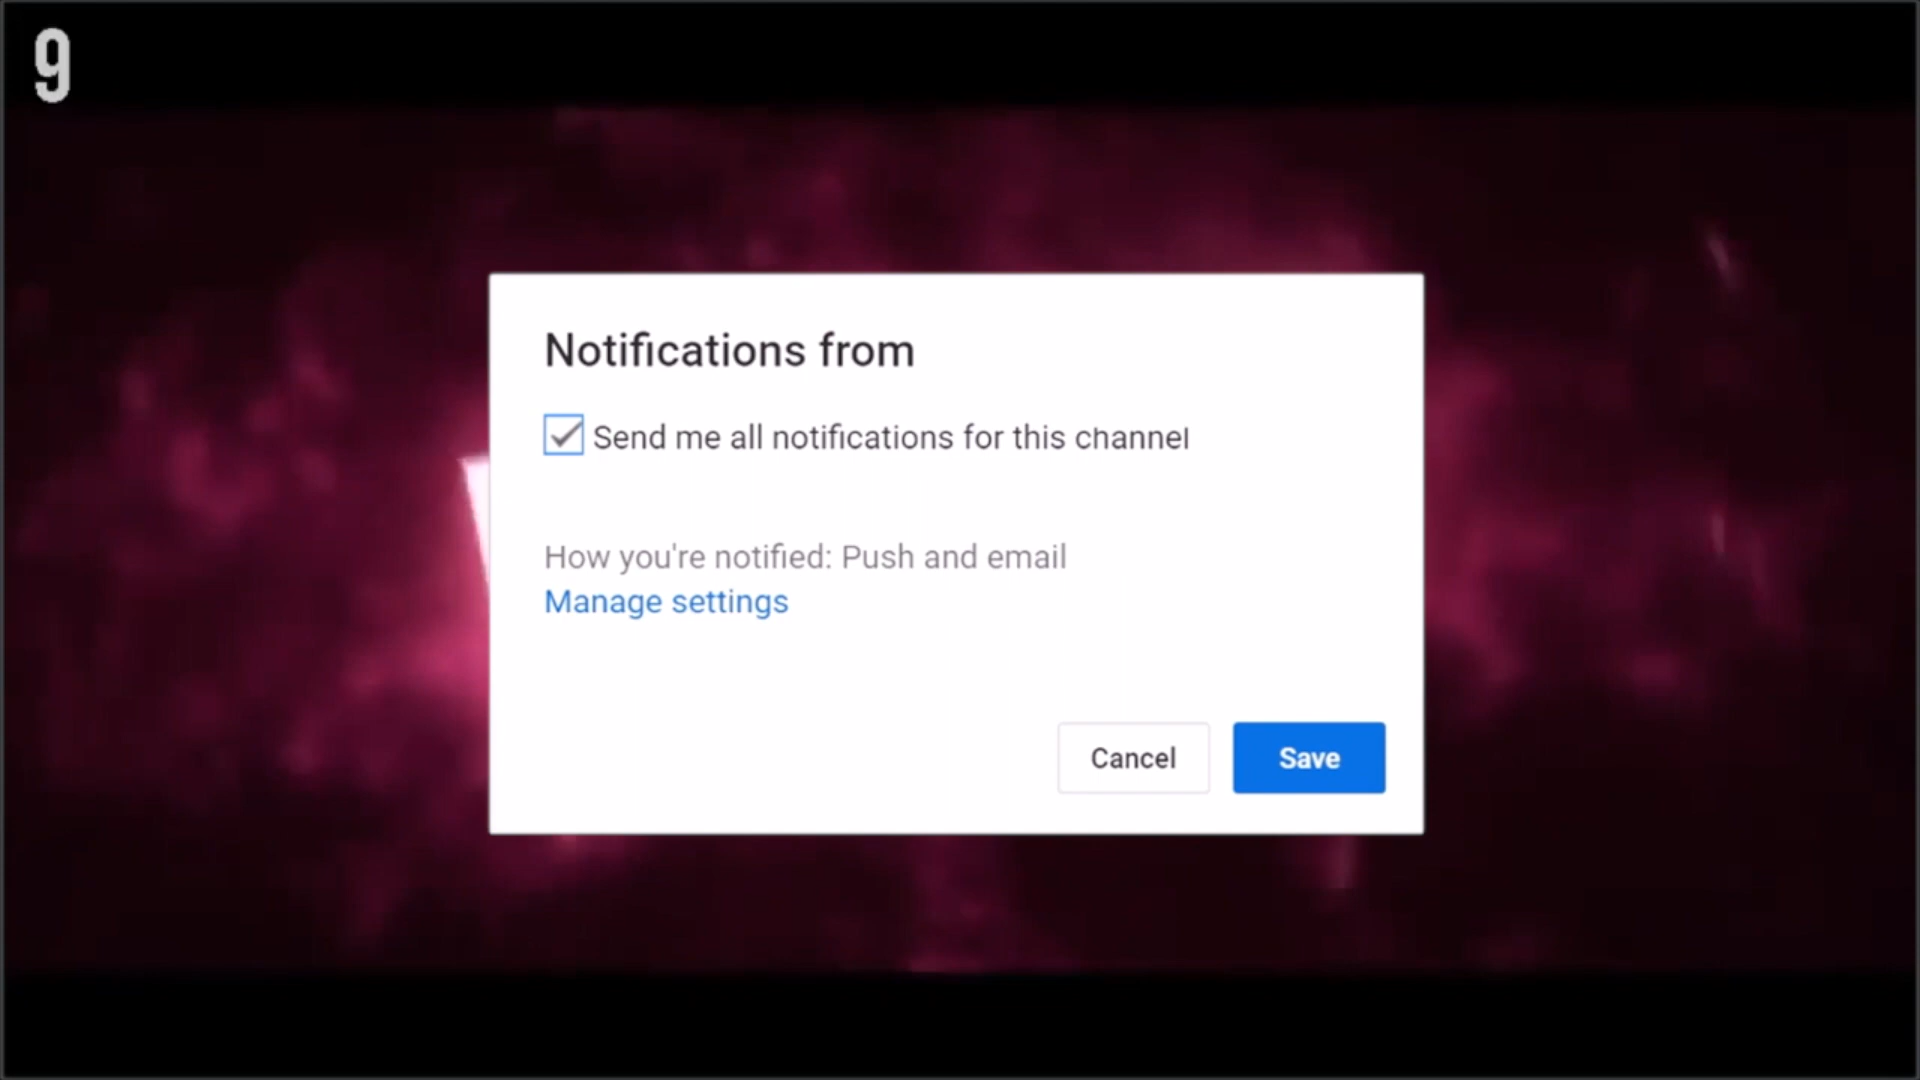 9
Notifications from
Send me all notifications for this channel
How you're notified: Push and email
Manage settings
Cancel
Save